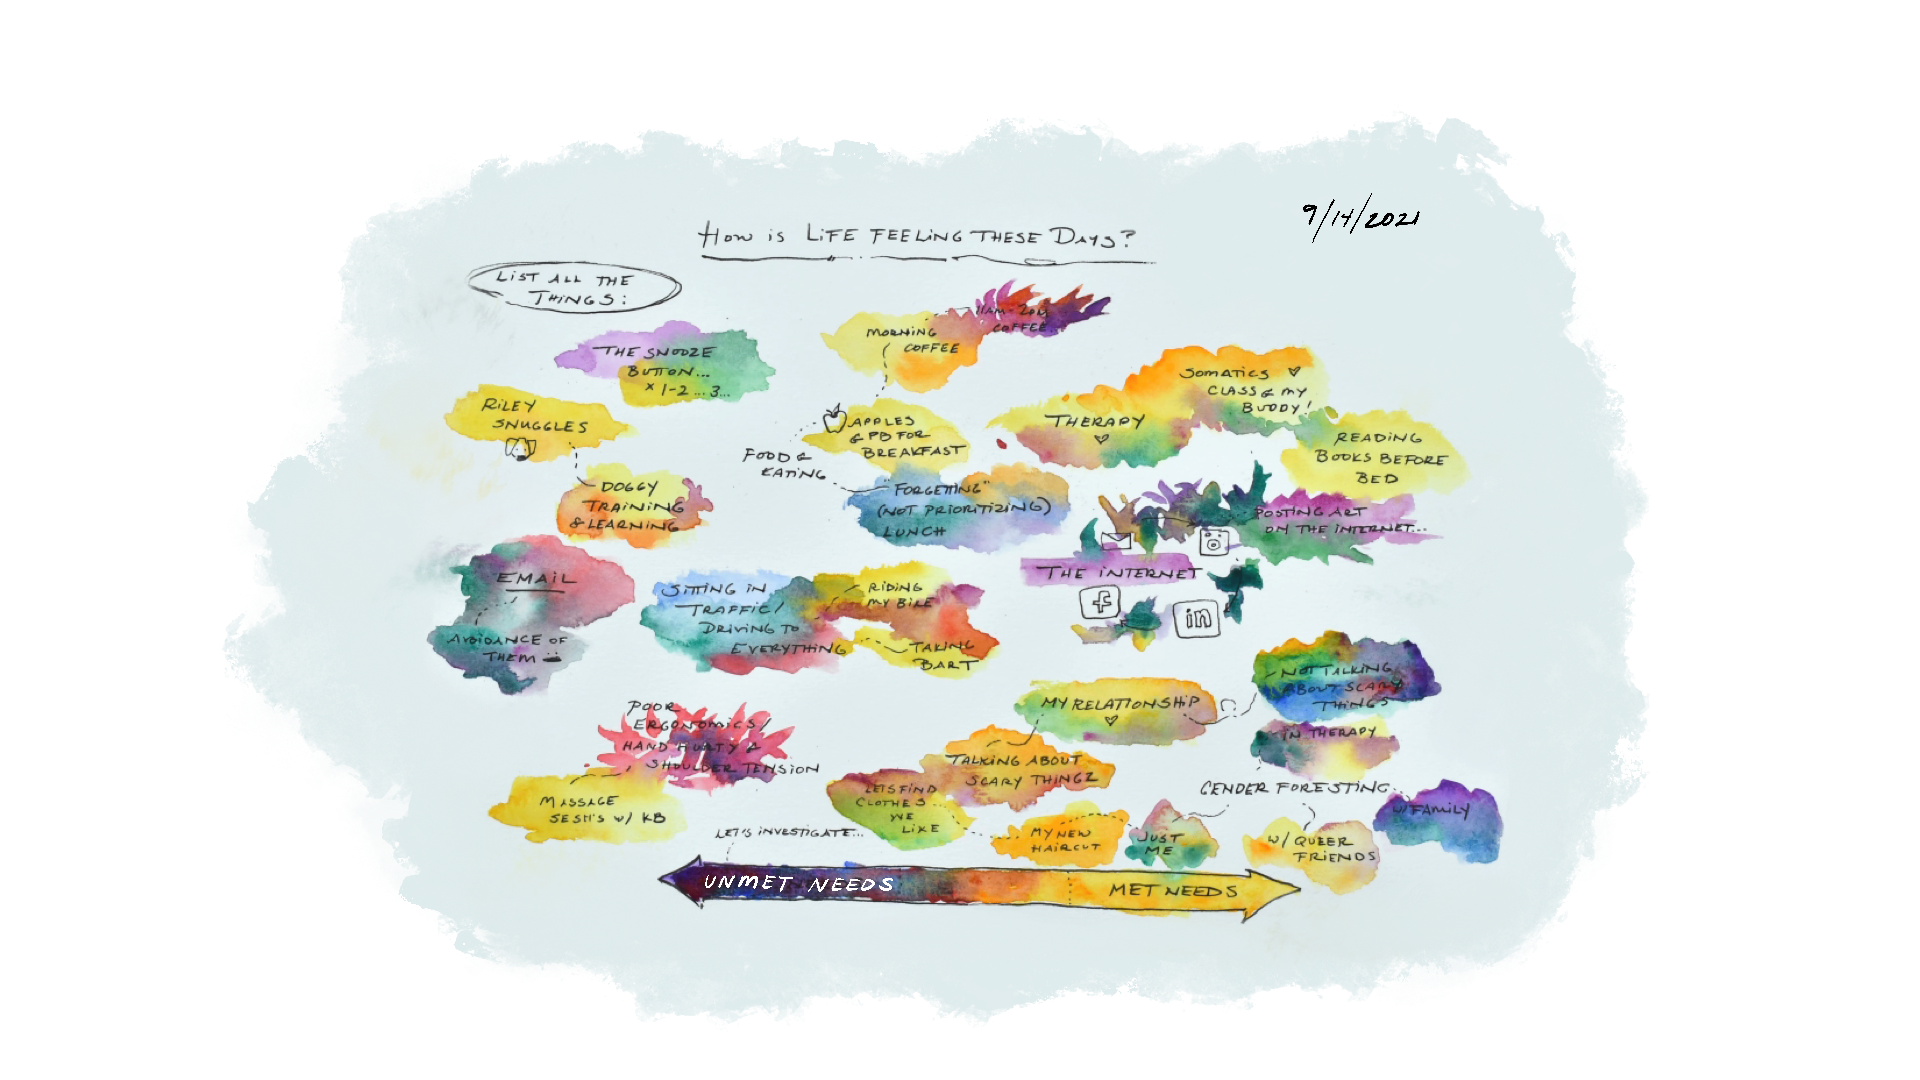 9/14/2021
How is Life Feeling These Days?
List all the
Things:
11am-2pm
coffee...
Morning
coffee
The snooze
button...
x 1-2...3...
Riley
snuggles
Apples
& PB for
breakfast
Food &
eating
Therapy
Somatics
class & my
buddy!
Reading
books before
bed
Doggy
training
& learning
"Forgetting"
(not prioritizing)
lunch
Posting art
on the internet...
The internet
f
in
Email
Avoidance of
them
Sitting in
traffic/
driving to
everything
Riding
my bike
Taking
BART
Not talking
about scary
things
My relationship
Talking about
scary thingz
Poor
ergonomics/
hand hurty &
shoulder tension
Massage
sesh's w/ KB
Let's find
clothes...
we
like
My new
haircut
In therapy
Gender foresting
Just
me
w/ queer
friends
w/ family
Let's investigate...
Unmet needs
Met needs